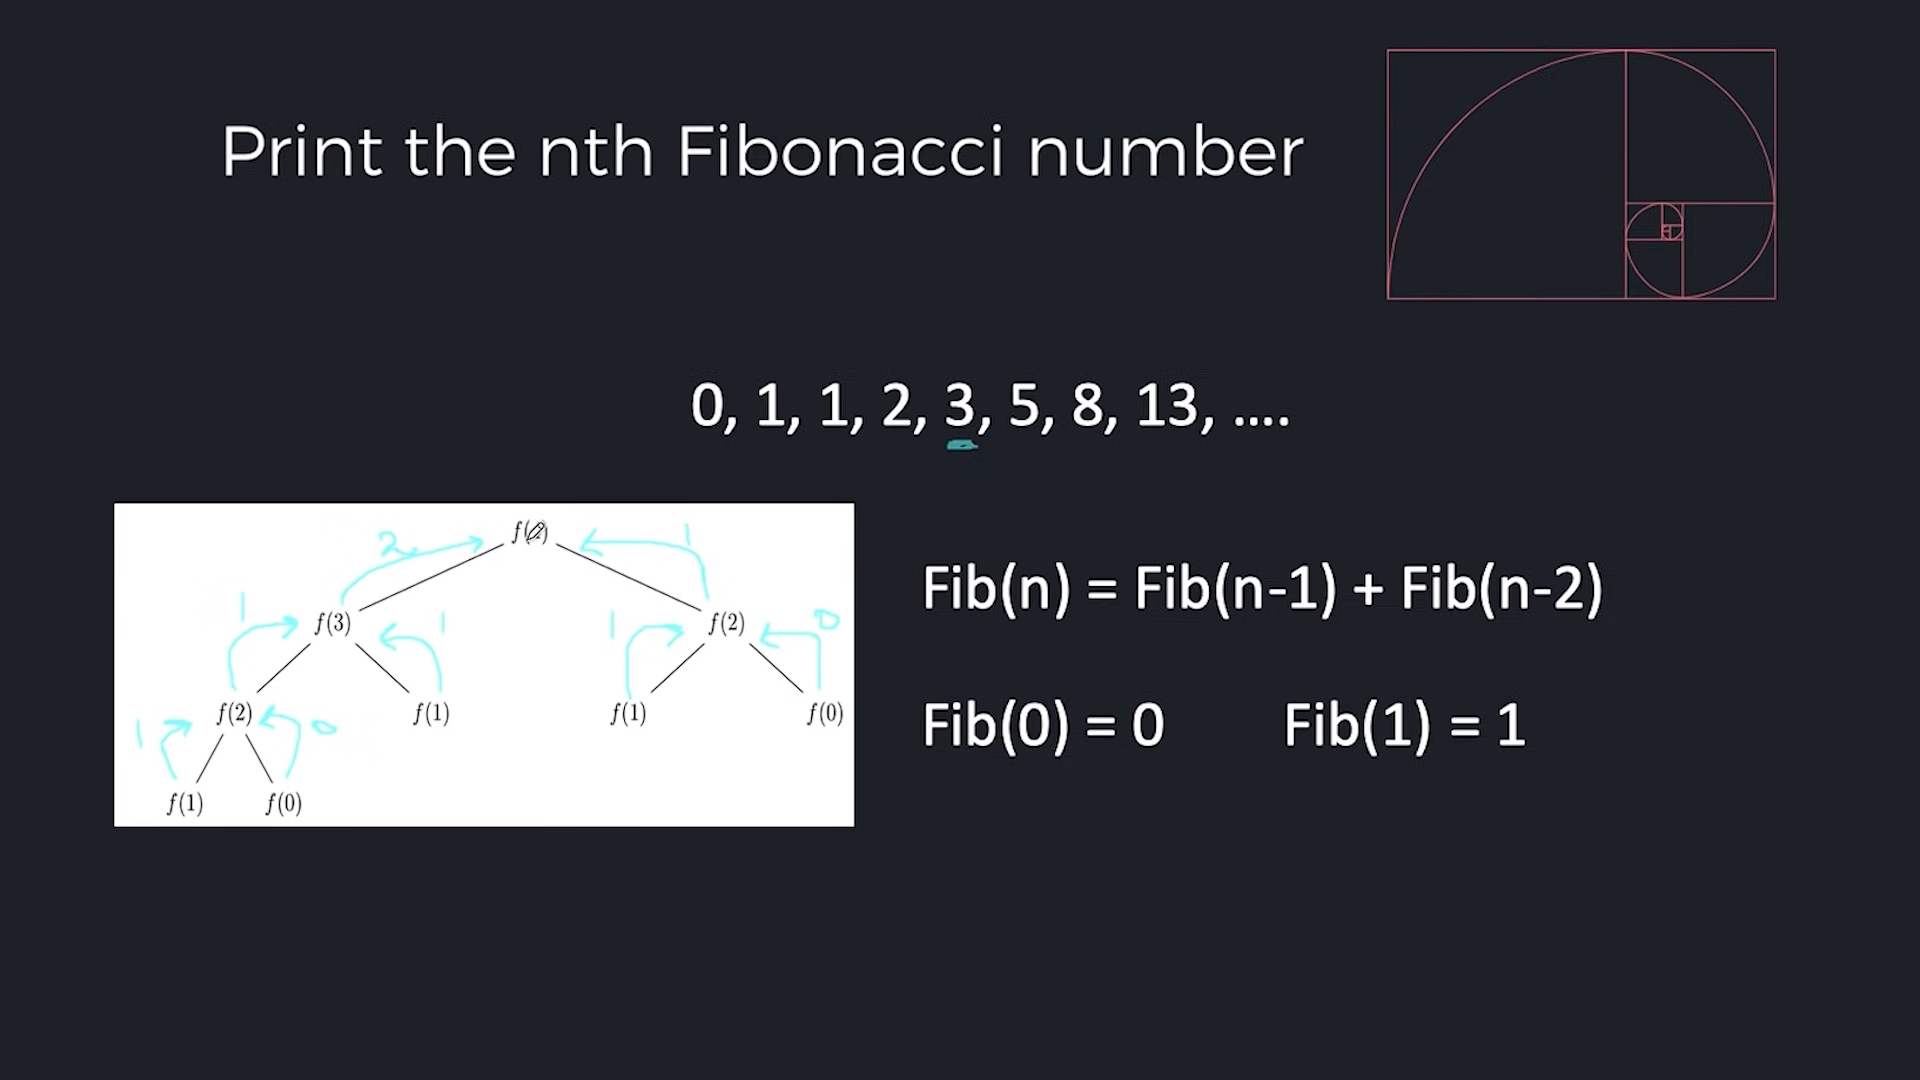 Print the nth Fibonacci number
0, 1, 1, 2, 3, 5, 8, 13, ....
2 1
1 f(3) 1 1 f(2) 0
1 f(2) 0 f(1) f(1) f(0)
f(1) f(0)
Fib(n) = Fib(n-1) + Fib(n-2)
Fib(0) = 0 Fib(1) = 1